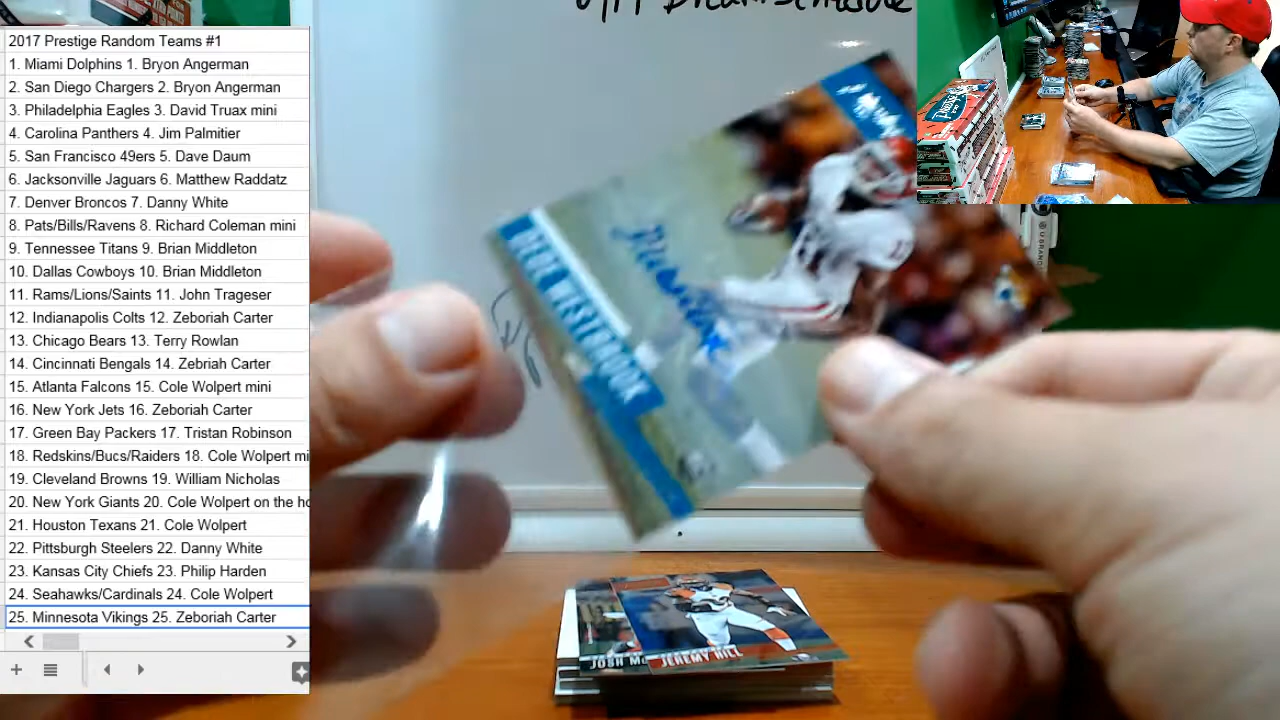 2017 Prestige Random Teams #1
1. Miami Dolphins 1. Bryon Angerman
2. San Diego Chargers 2. Bryon Angerman
3. Philadelphia Eagles 3. David Truax mini
4. Carolina Panthers 4. Jim Palmitier
5. San Francisco 49ers 5. Dave Daum
6. Jacksonville Jaguars 6. Matthew Raddatz
7. Denver Broncos 7. Danny White
8. Pats/Bills/Ravens 8. Richard Coleman mini
9. Tennessee Titans 9. Brian Middleton
10. Dallas Cowboys 10. Brian Middleton
11. Rams/Lions/Saints 11. John Trageser
12. Indianapolis Colts 12. Zeboriah Carter
13. Chicago Bears 13. Terry Rowlan
14. Cincinnati Bengals 14. Zebriah Carter
15. Atlanta Falcons 15. Cole Wolpert mini
16. New York Jets 16. Zeboriah Carter
17. Green Bay Packers 17. Tristan Robinson
18. Redskins/Bucs/Raiders 18. Cole Wolpert mi
19. Cleveland Browns 19. William Nicholas
20. New York Giants 20. Cole Wolpert on the ho
21. Houston Texans 21. Cole Wolpert
22. Pittsburgh Steelers 22. Danny White
23. Kansas City Chiefs 23. Philip Harden
24. Seahawks/Cardinals 24. Cole Wolpert
25. Minnesota Vikings 25. Zeboriah Carter
DEDE WESTBROOK
JOSH
JEREMY HILL